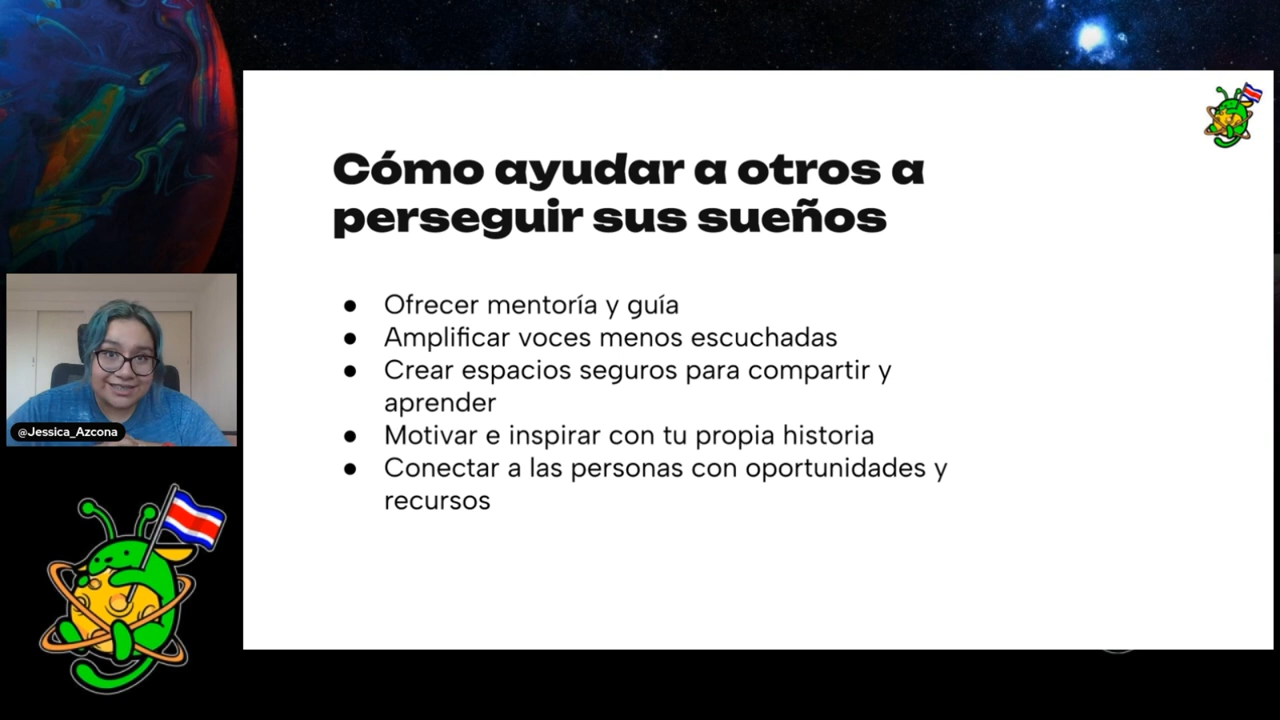 Cómo ayudar a otros a
perseguir sus sueños
● Ofrecer mentoría y guía
● Amplificar voces menos escuchadas
● Crear espacios seguros para compartir y
aprender
● Motivar e inspirar con tu propia historia
● Conectar a las personas con oportunidades y
recursos
@Jessica_Azcona